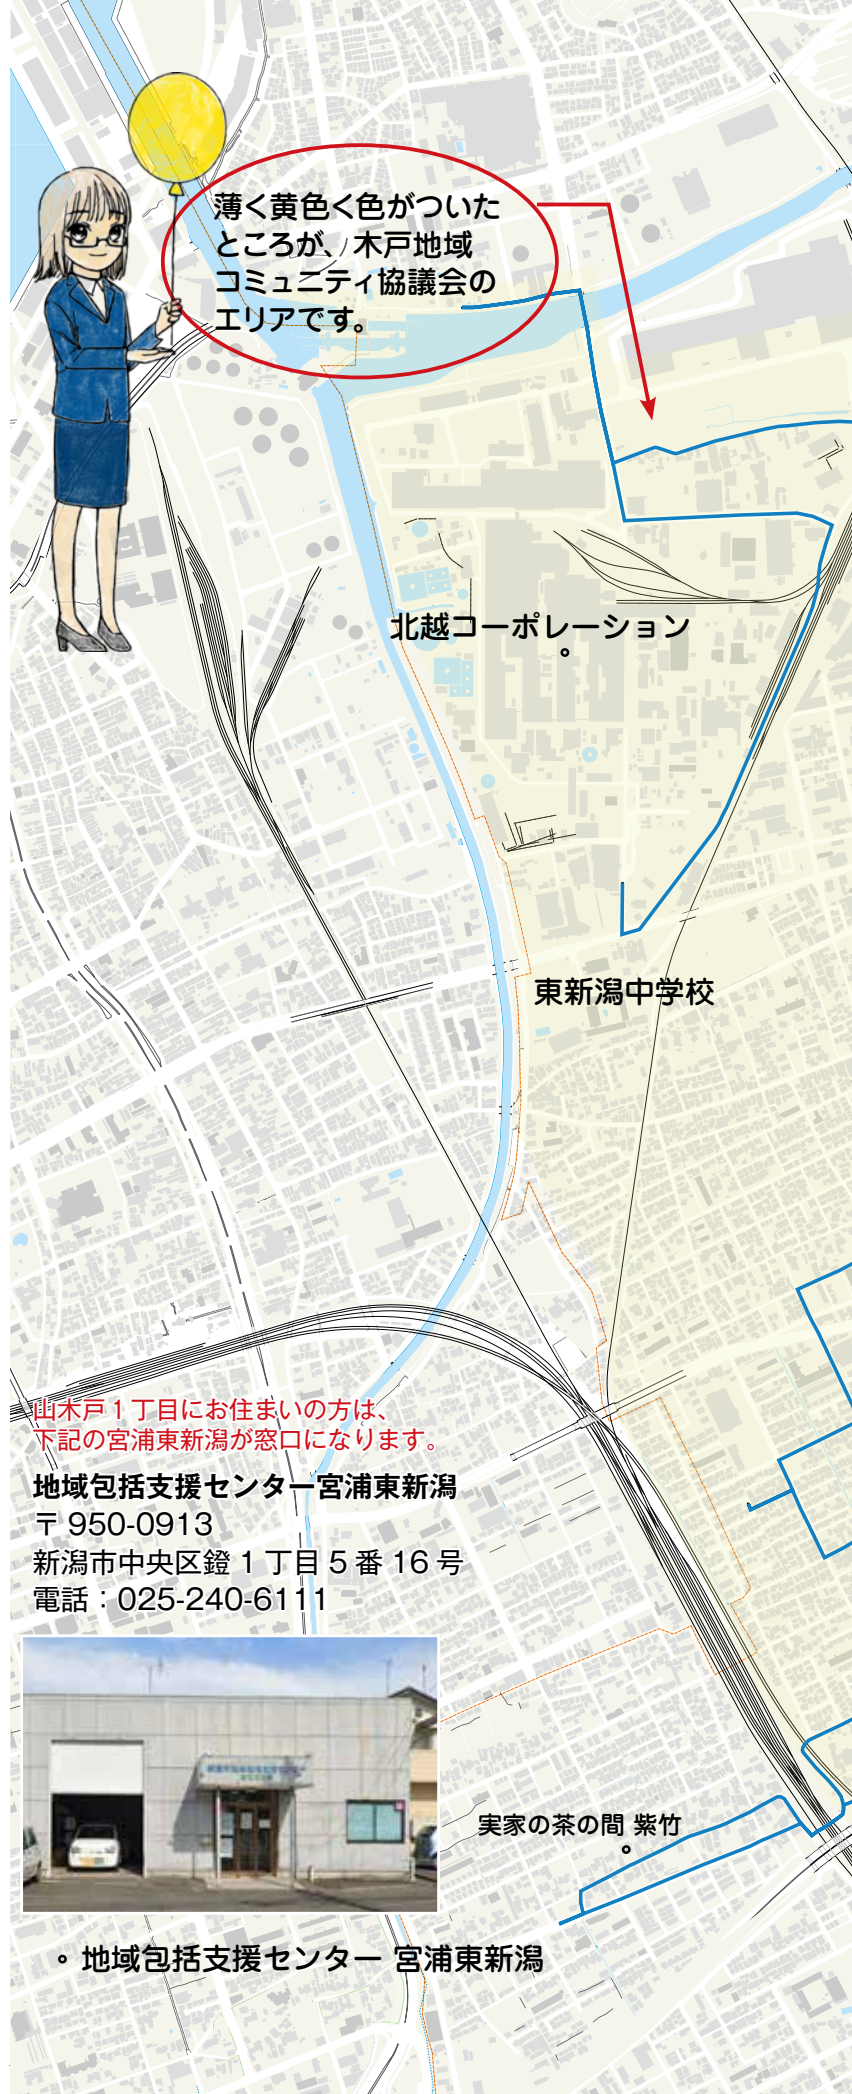 薄く黄色く色がついた
ところが、木戸地域
コミュニティ協議会の
エリアです。
北越コーポレーション
東新潟中学校
山木戸1丁目にお住まいの方は、
下記の宮浦東新潟が窓口になります。
地域包括支援センター宮浦東新潟
〒950-0913
新潟市中央区鐙1丁目5番16号
電話：025-240-6111
実家の茶の間 紫竹
地域包括支援センター 宮浦東新潟